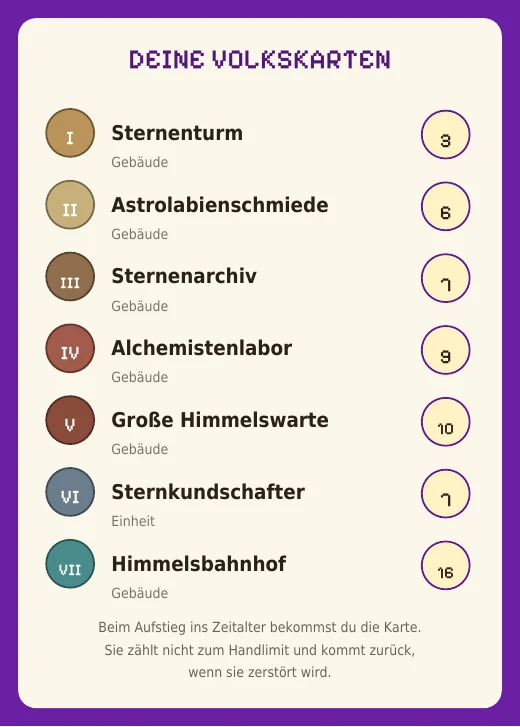 DEINE VOLKSKARTEN
I Sternenturm 3
Gebäude
II Astrolabienschmiede 6
Gebäude
III Sternenarchiv 7
Gebäude
IV Alchemistenlabor 9
Gebäude
V Große Himmelswarte 10
Gebäude
VI Sternkundschafter 7
Einheit
VII Himmelsbahnhof 16
Gebäude
Beim Aufstieg ins Zeitalter bekommst du die Karte.
Sie zählt nicht zum Handlimit und kommt zurück,
wenn sie zerstört wird.